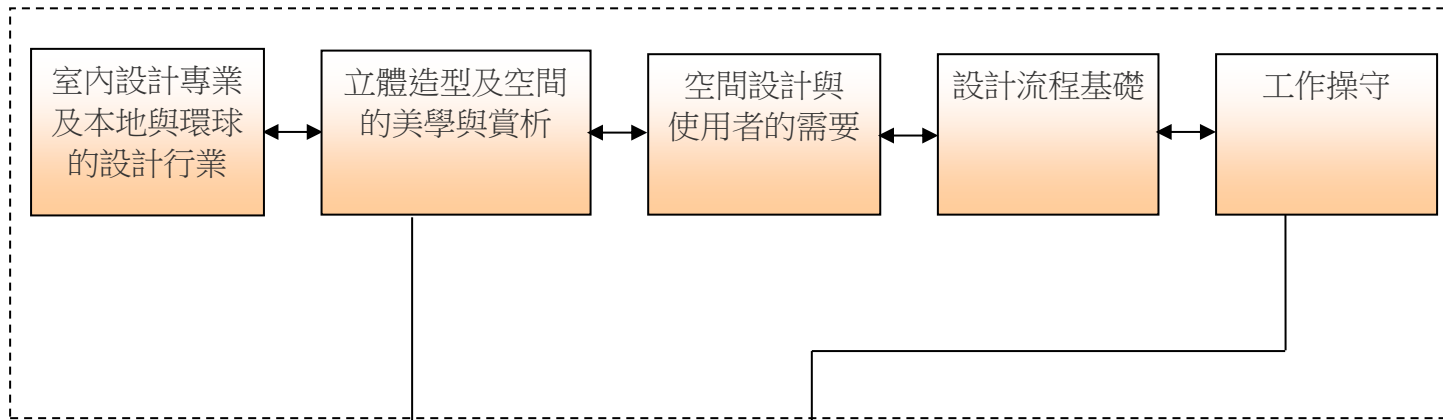 室內設計專業
及本地與環球
的設計行業
立體造型及空間
的美學與賞析
空間設計與
使用者的需要
設計流程基礎
工作操守